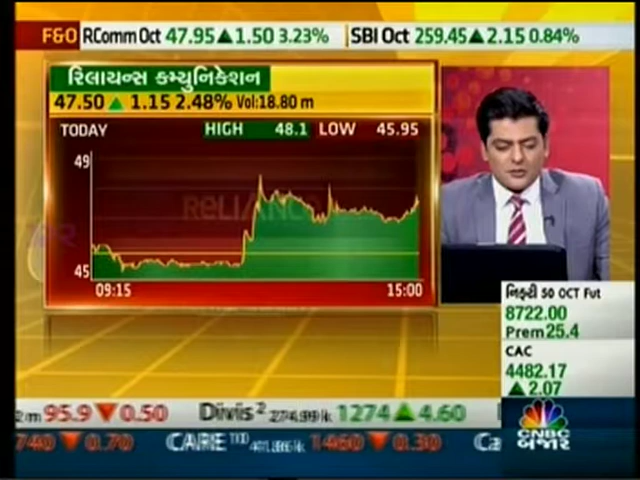 F&O RComm Oct 47.95 ▲ 1.50 3.23% SBI Oct 259.45 ▲ 2.15 0.84%
રિલાયન્સ કમ્યુનિકેશન
47.50 ▲ 1.15 2.48% Vol:18.80 m
TODAY HIGH 48.1 LOW 45.95
49
RELIANCE
45
09:15 15:00
નિફ્ટી 50 OCT Fut
8722.00
Prem 25.4
CAC
4482.17
▲ 2.07
95.9 ▼ 0.50 Divis 1274 ▲ 4.60
740 ▼ 0.70 CARE 1460 ▼ 0.30 Ca
CNBC
બજાર